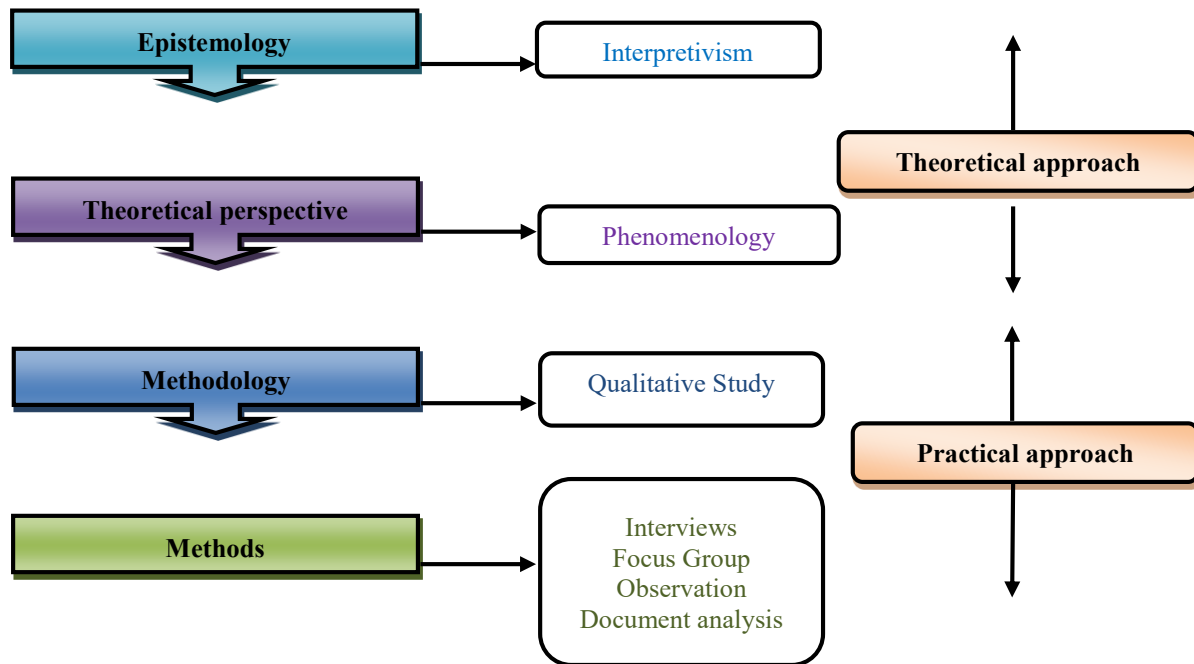 Epistemology
Interpretivism
Theoretical approach
Theoretical perspective
Phenomenology
Methodology
Qualitative Study
Practical approach
Methods
Interviews
Focus Group
Observation
Document analysis